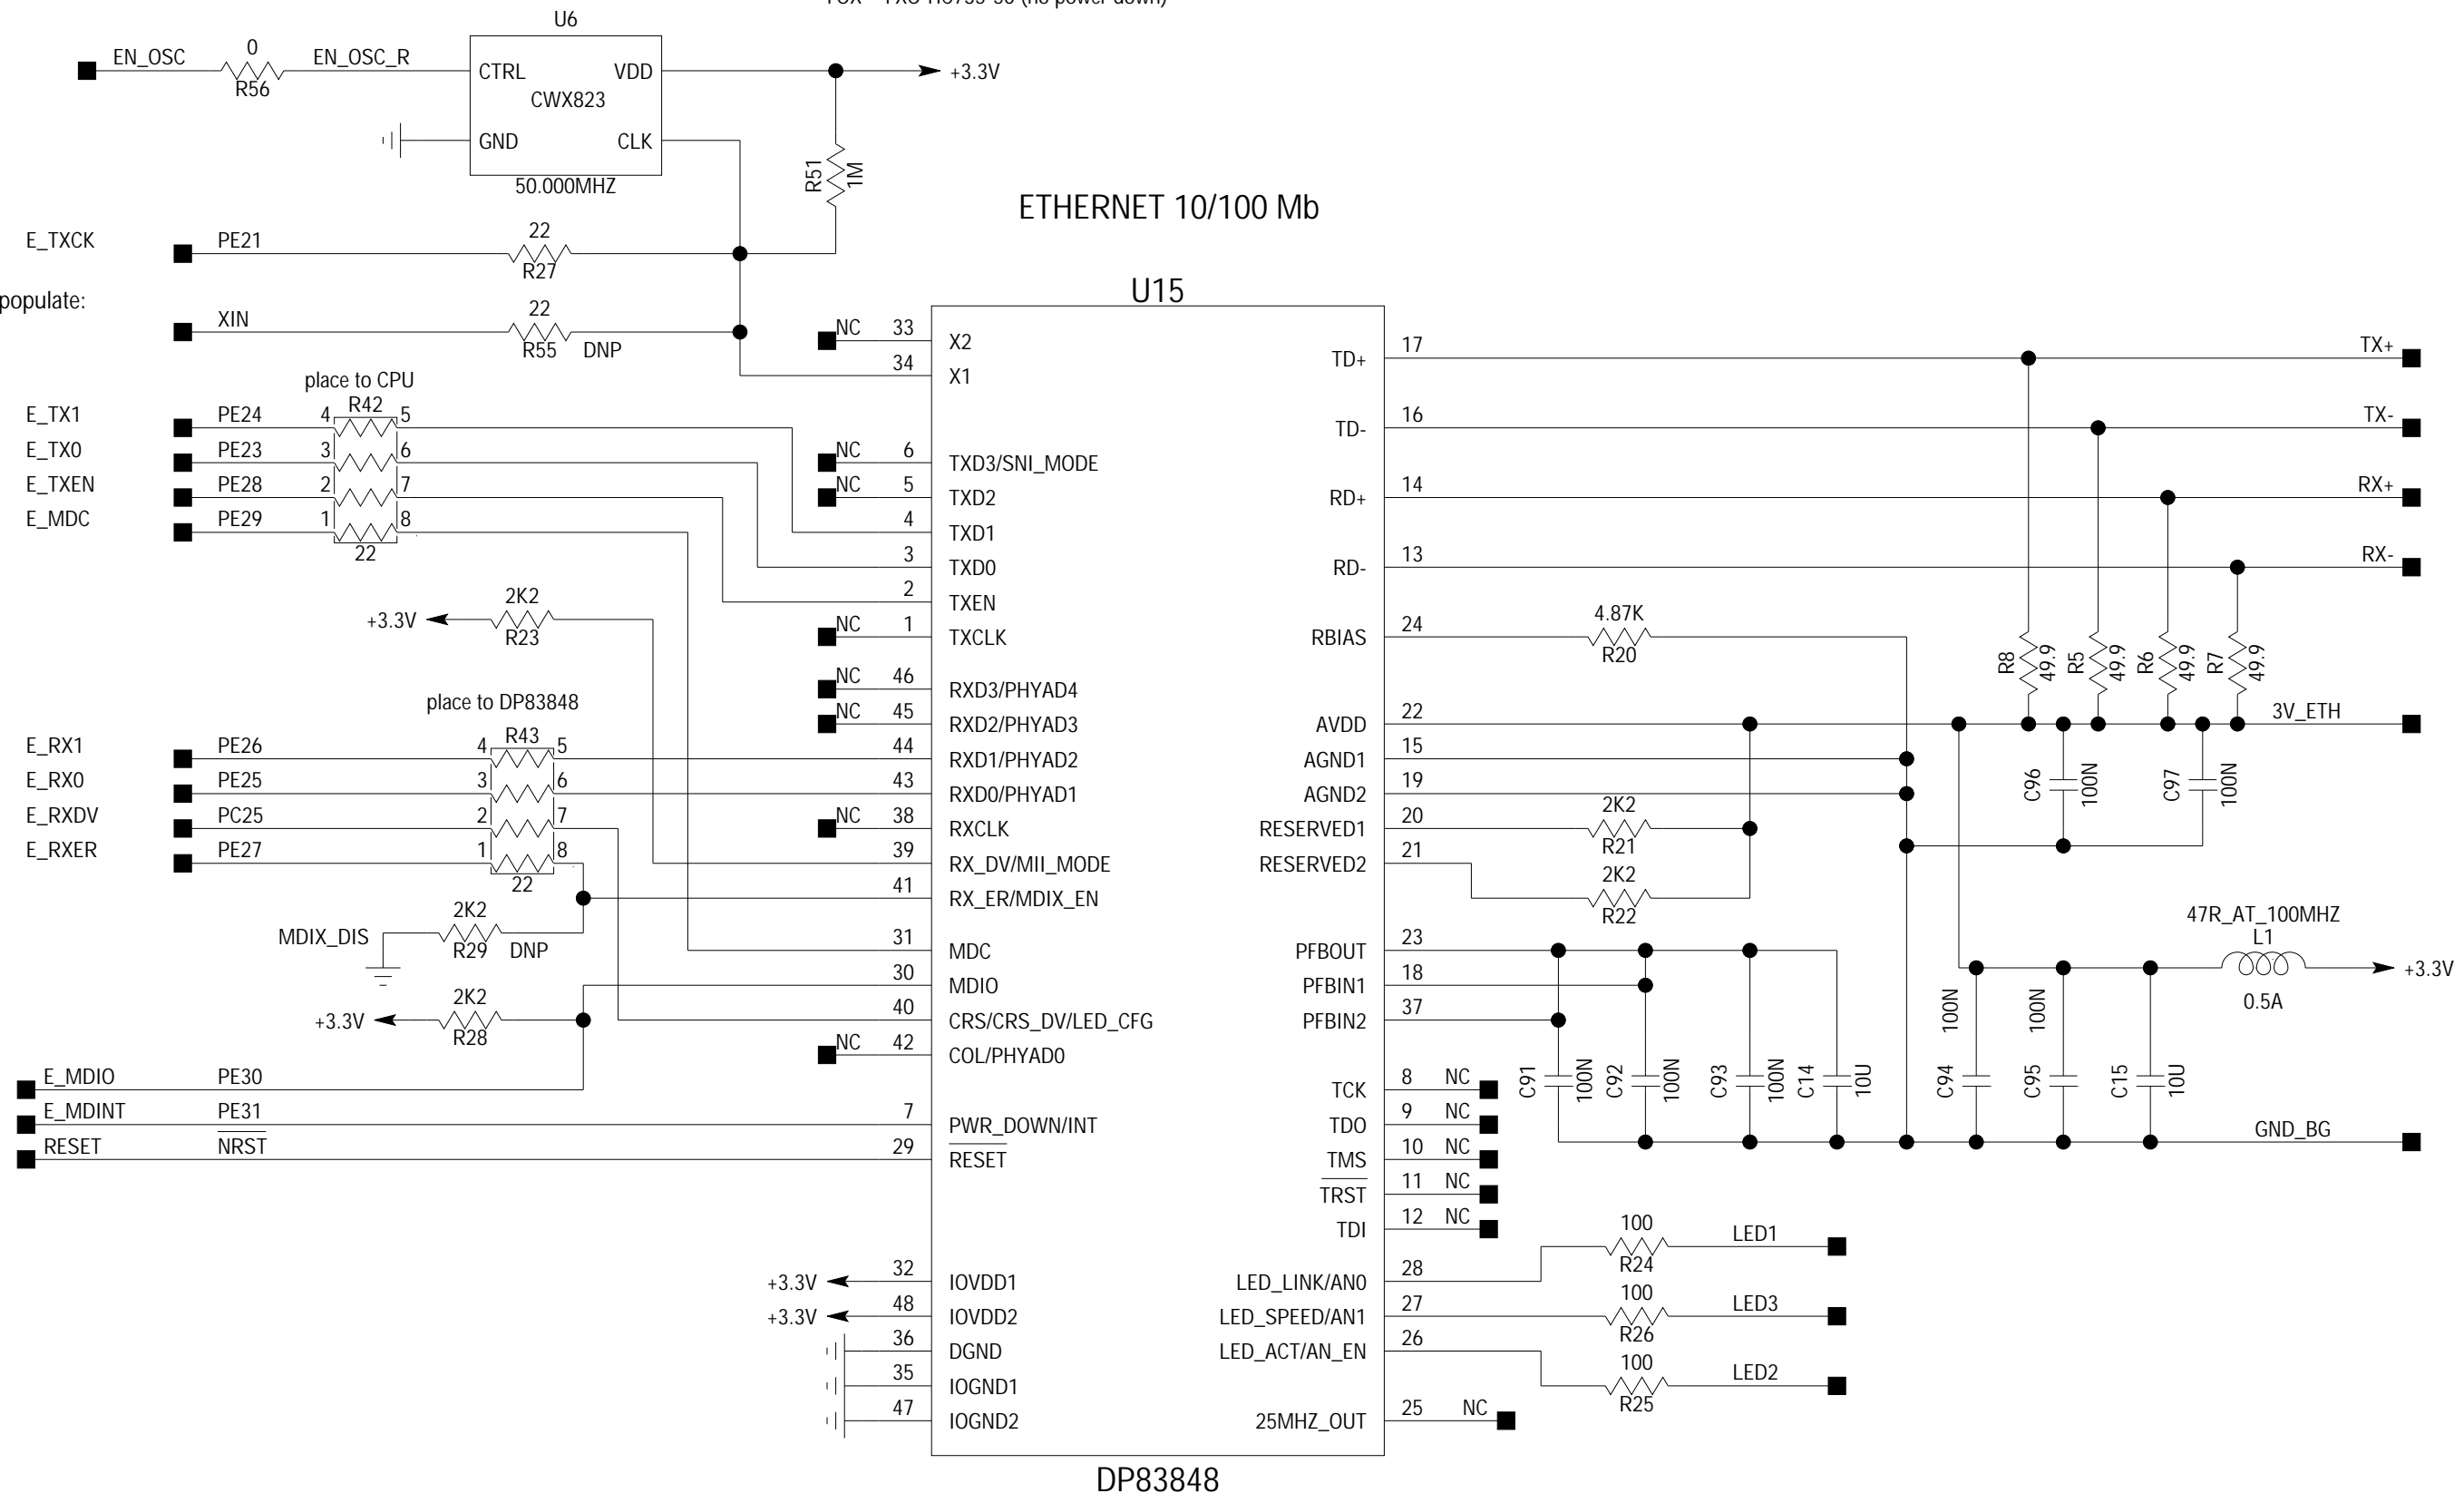 U6
EN_OSC
0
R56
EN_OSC_R
CTRL
VDD
CWX823
GND
CLK
50.000MHZ
+3.3V
R51
1M
ETHERNET 10/100 Mb
E_TXCK
PE21
22
R27
populate:
XIN
22
R55
DNP
place to CPU
R42
E_TX1
PE24
4
5
E_TX0
PE23
3
6
E_TXEN
PE28
2
7
E_MDC
PE29
1
8
22
+3.3V
2K2
R23
place to DP83848
R43
E_RX1
PE26
4
5
E_RX0
PE25
3
6
E_RXDV
PC25
2
7
E_RXER
PE27
1
8
22
MDIX_DIS
2K2
R29
DNP
+3.3V
2K2
R28
E_MDIO
PE30
E_MDINT
PE31
RESET
NRST
U15
NC
33
X2
34
X1
NC
6
TXD3/SNI_MODE
NC
5
TXD2
4
TXD1
3
TXD0
2
TXEN
NC
1
TXCLK
NC
46
RXD3/PHYAD4
NC
45
RXD2/PHYAD3
44
RXD1/PHYAD2
43
RXD0/PHYAD1
NC
38
RXCLK
39
RX_DV/MII_MODE
41
RX_ER/MDIX_EN
31
MDC
30
MDIO
40
CRS/CRS_DV/LED_CFG
NC
42
COL/PHYAD0
7
PWR_DOWN/INT
29
RESET
+3.3V
32
IOVDD1
+3.3V
48
IOVDD2
36
DGND
35
IOGND1
47
IOGND2
TD+
17
TX+
TD-
16
TX-
RD+
14
RX+
RD-
13
RX-
RBIAS
24
4.87K
R20
R8
49.9
R5
49.9
R6
49.9
R7
49.9
AVDD
22
3V_ETH
AGND1
15
AGND2
19
C96
100N
C97
100N
RESERVED1
20
2K2
R21
RESERVED2
21
2K2
R22
PFBOUT
23
PFBIN1
18
PFBIN2
37
47R_AT_100MHZ
L1
0.5A
+3.3V
C91
100N
C92
100N
C93
100N
C14
10U
C94
100N
C95
100N
C15
10U
GND_BG
TCK
8
NC
TDO
9
NC
TMS
10
NC
TRST
11
NC
TDI
12
NC
LED_LINK/AN0
28
100
R24
LED1
LED_SPEED/AN1
27
100
R26
LED3
LED_ACT/AN_EN
26
100
R25
LED2
25MHZ_OUT
25
NC
DP83848